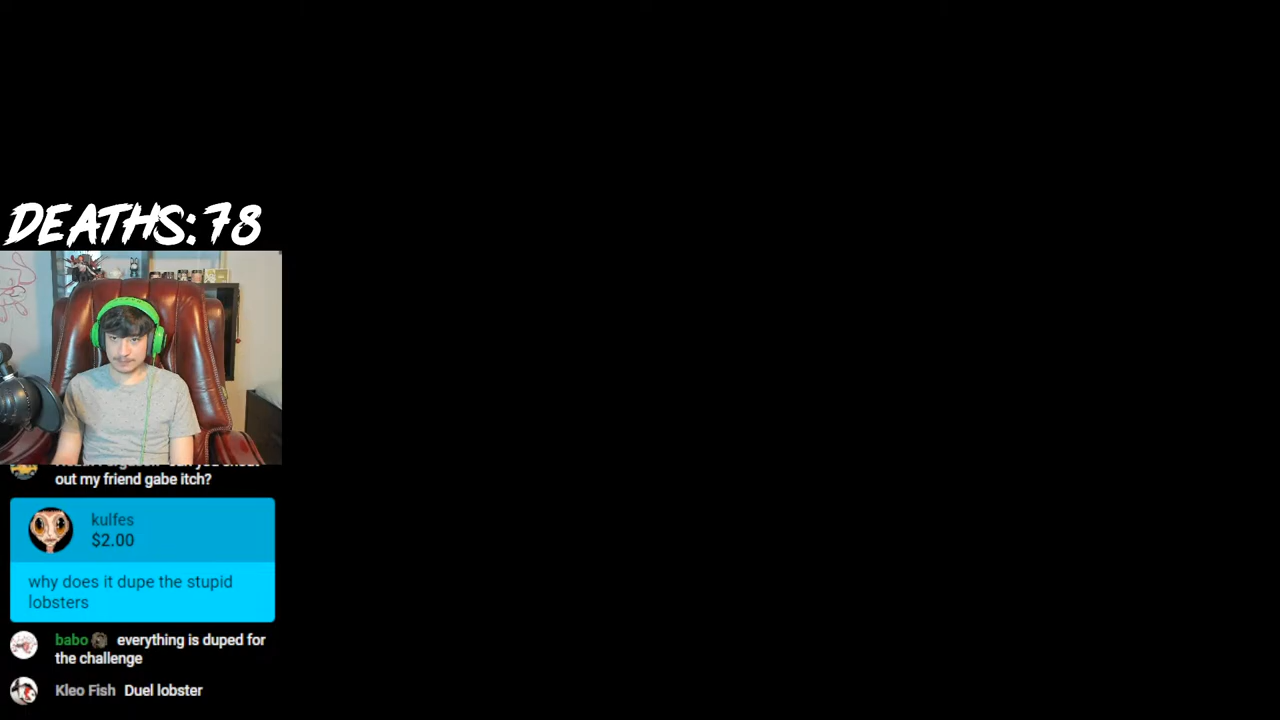 DEATHS:78
out my friend gabe itch?
kulfes
$2.00
why does it dupe the stupid
lobsters
babo everything is duped for
the challenge
Kleo Fish Duel lobster